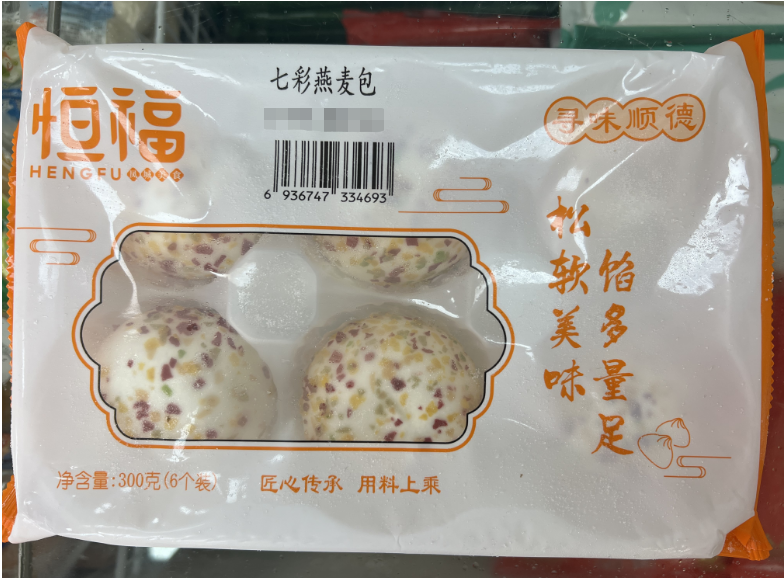 七彩燕麦包
恒福
HENGFU
寻味顺德
6 936747 334693
松软美味
馅多量足
净含量:300克(6个装)
匠心传承 用料上乘